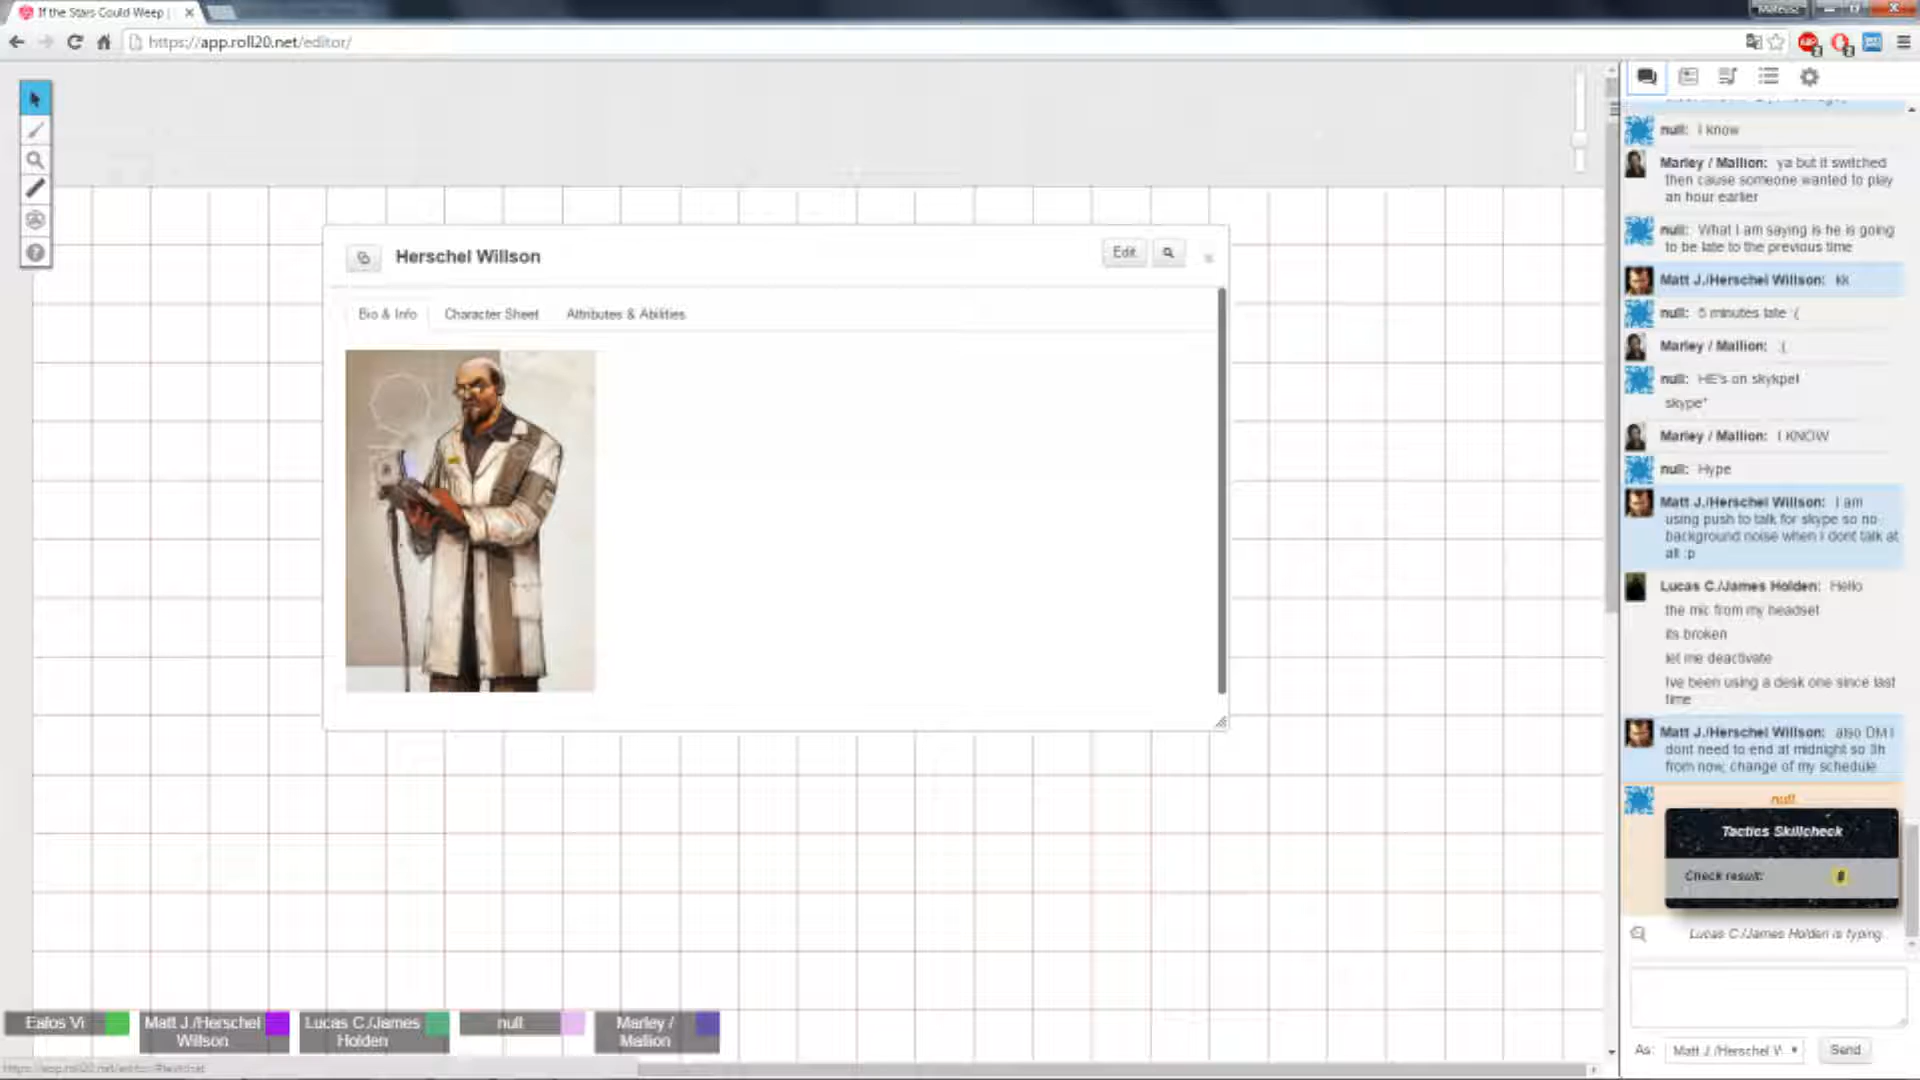 If the Stars Could Weep |
Mateusz
https://app.roll20.net/editor/
Herschel Willson
Edit
Bio & Info
Character Sheet
Attributes & Abilities
null: I know
Marley / Mallion: ya but it switched
then cause someone wanted to play
an hour earlier
null: What I am saying is he is going
to be late to the previous time
Matt J./Herschel Willson: kk
null: 5 minutes late :(
Marley / Mallion: :(
null: HE's on skykpe!
skype*
Marley / Mallion: I KNOW
null: Hype
Matt J./Herschel Willson: I am
using push to talk for skype so no
background noise when I dont talk at
all :p
Lucas C./James Holden: Hello
the mic from my headset
its broken
let me deactivate
Ive been using a desk one since last
time
Matt J./Herschel Willson: also DM I
dont need to end at midnight so 3h
from now, change of my schedule
null
Tactics Skillcheck
Check result:
Lucas C./James Holden is typing
As:
Matt J./Herschel W
Send
Ealos Vi
Matt J./Herschel
Willson
Lucas C./James
Holden
null
Marley /
Mallion